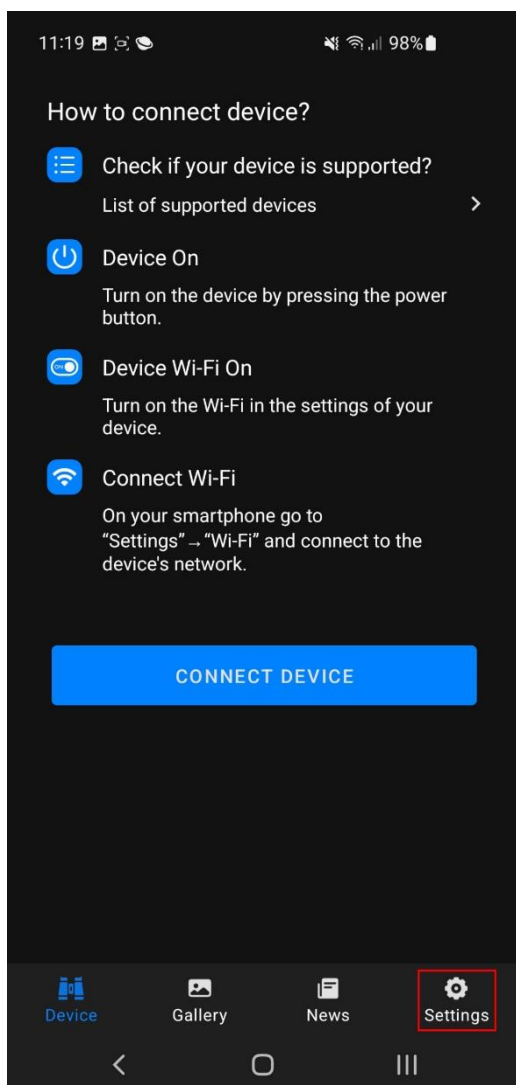 11:19 98%
How to connect device?
Check if your device is supported?
List of supported devices
Device On
Turn on the device by pressing the power
button.
Device Wi-Fi On
Turn on the Wi-Fi in the settings of your
device.
Connect Wi-Fi
On your smartphone go to
“Settings”→“Wi-Fi” and connect to the
device's network.
CONNECT DEVICE
Device Gallery News Settings